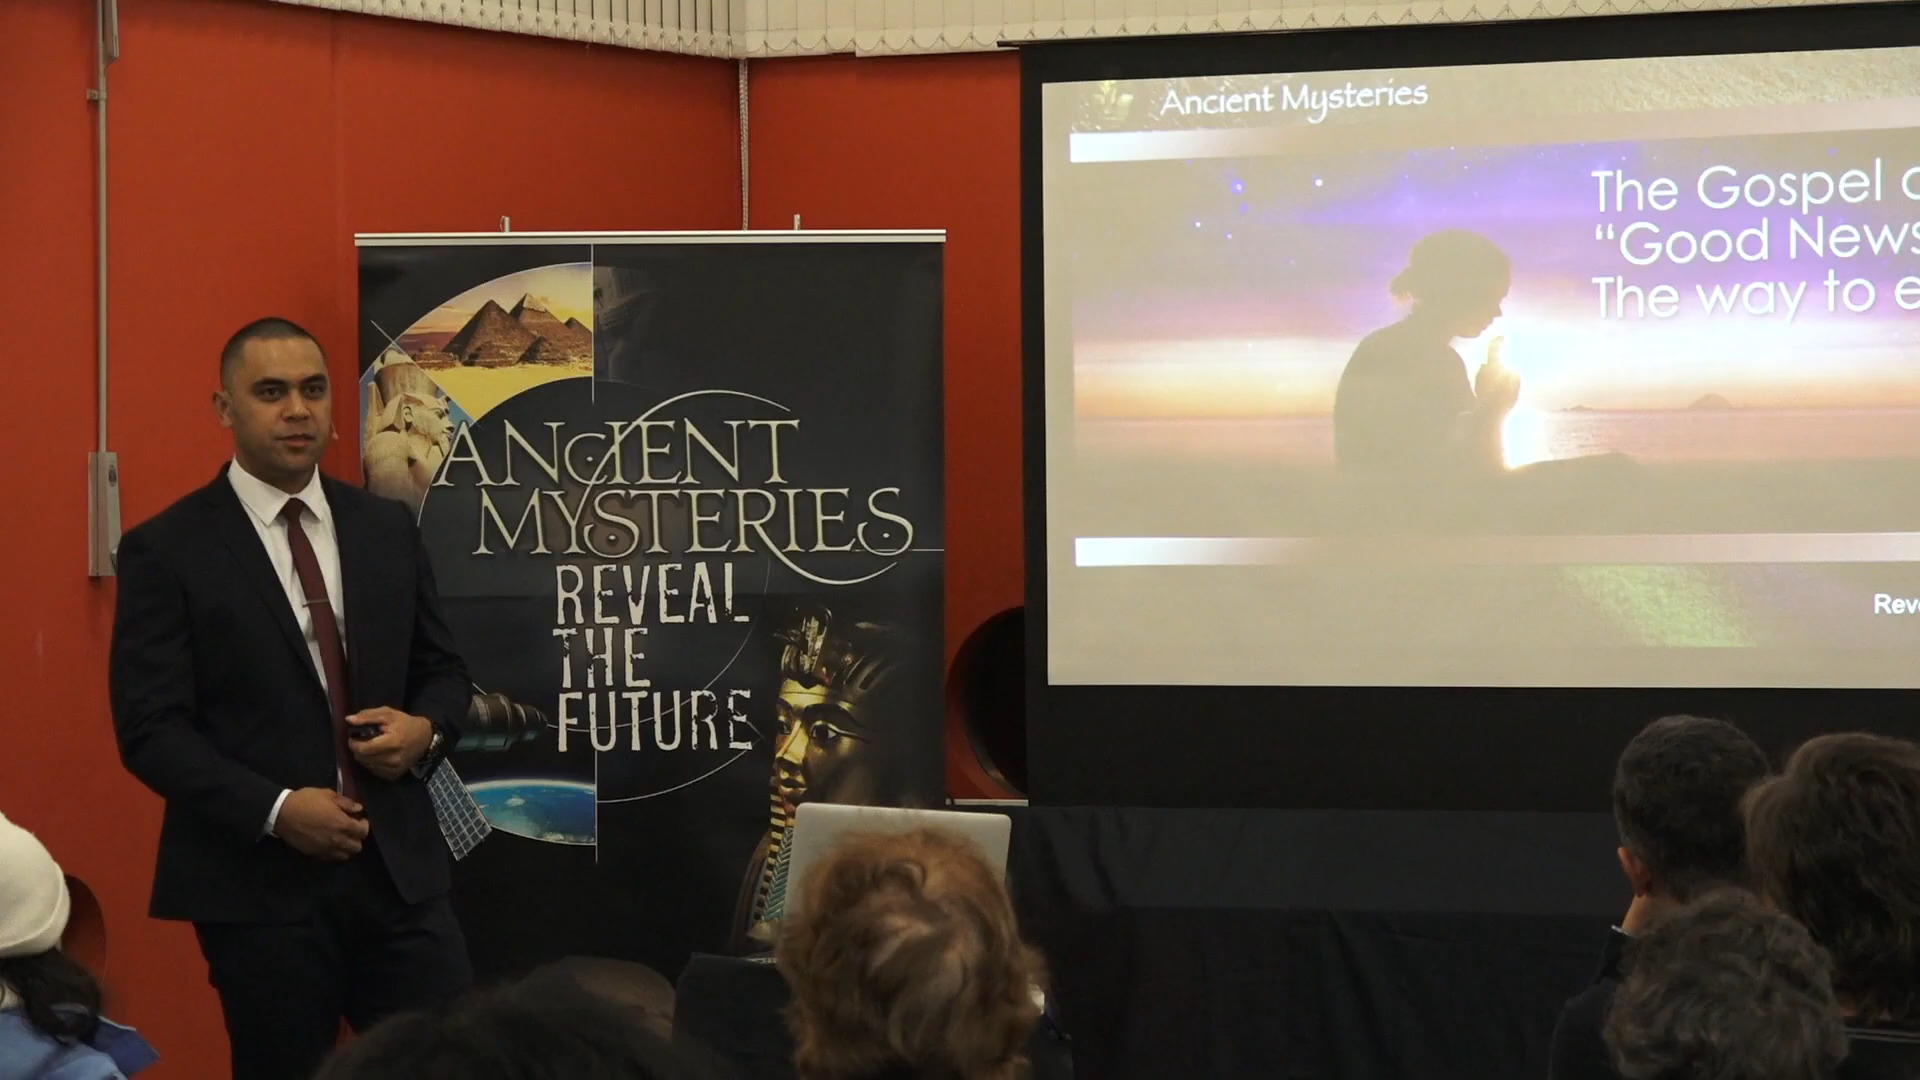 ANCIENT
MYSTERIES
REVEAL
THE
FUTURE
Ancient Mysteries
The Gospel
“Good News
The way to